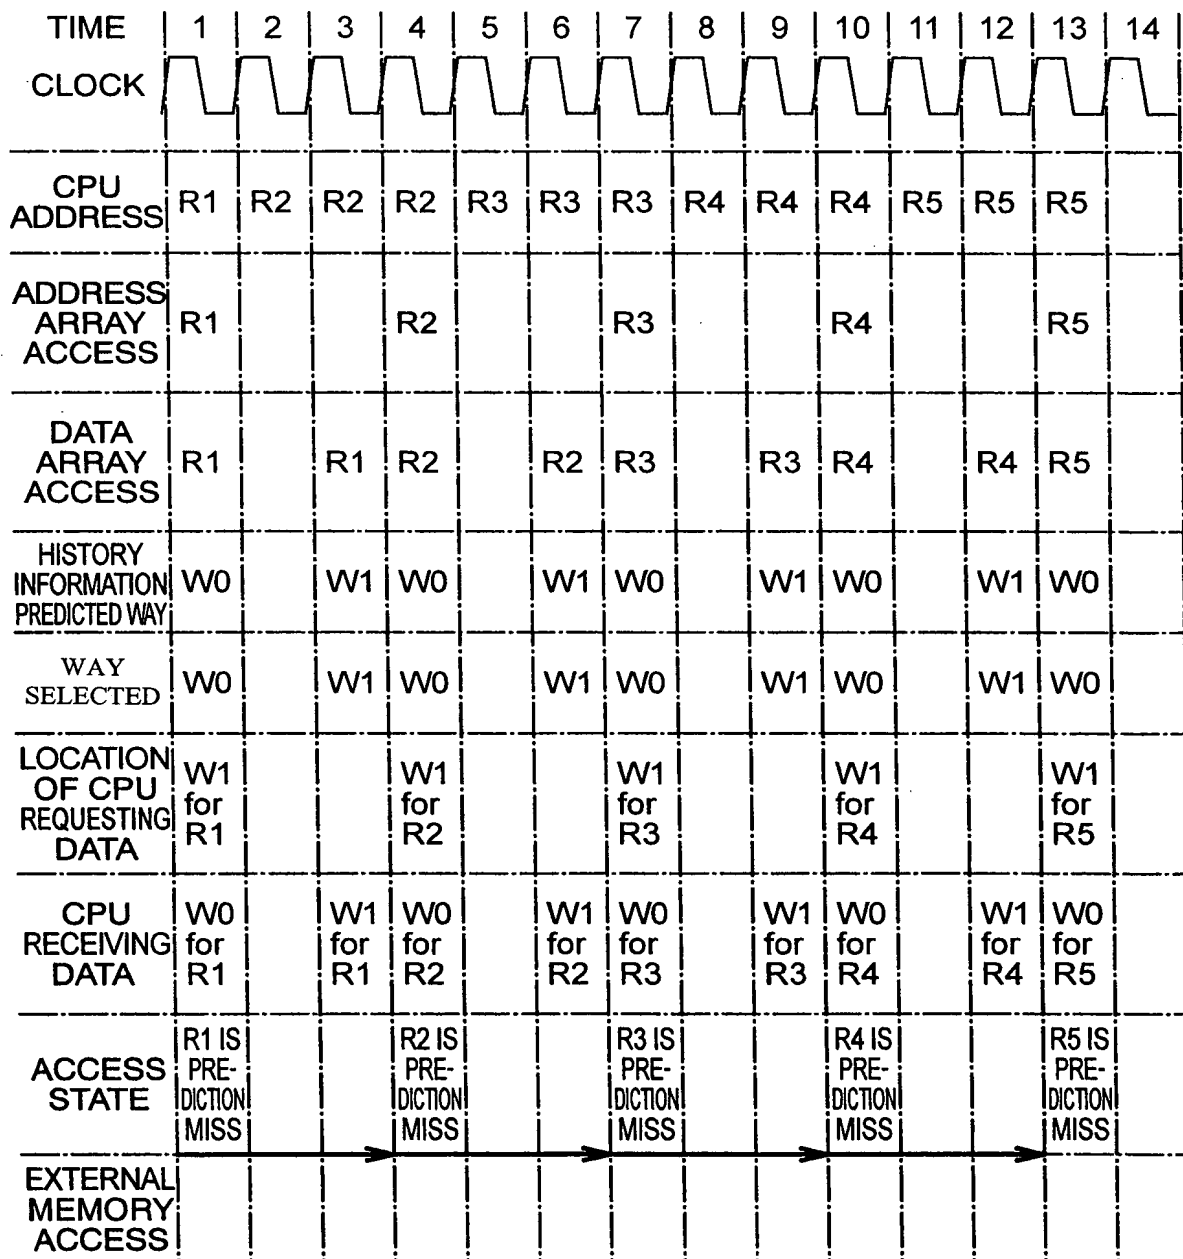 TIME 1 2 3 4 5 6 7 8 9 10 11 12 13 14
CLOCK
CPU
ADDRESS
R1 R2 R2 R2 R3 R3 R3 R4 R4 R4 R5 R5 R5
ADDRESS
ARRAY
ACCESS
R1 R2 R3 R4 R5
DATA
ARRAY
ACCESS
R1 R1 R2 R2 R3 R3 R4 R4 R5
HISTORY
INFORMATION
PREDICTED WAY
W0 W1 W0 W1 W0 W1 W0 W1 W0
WAY
SELECTED
W0 W1 W0 W1 W0 W1 W0 W1 W0
LOCATION
OF CPU
REQUESTING
DATA
W1 W1 W1 W1 W1
for for for for for
R1 R2 R3 R4 R5
CPU
RECEIVING
DATA
W0 W1 W0 W1 W0 W1 W0 W1 W0
for for for for for for for for for
R1 R1 R2 R2 R3 R3 R4 R4 R5
ACCESS
STATE
R1 IS R2 IS R3 IS R4 IS R5 IS
PRE- PRE- PRE- PRE- PRE-
DICTION DICTION DICTION DICTION DICTION
MISS MISS MISS MISS MISS
EXTERNAL
MEMORY
ACCESS